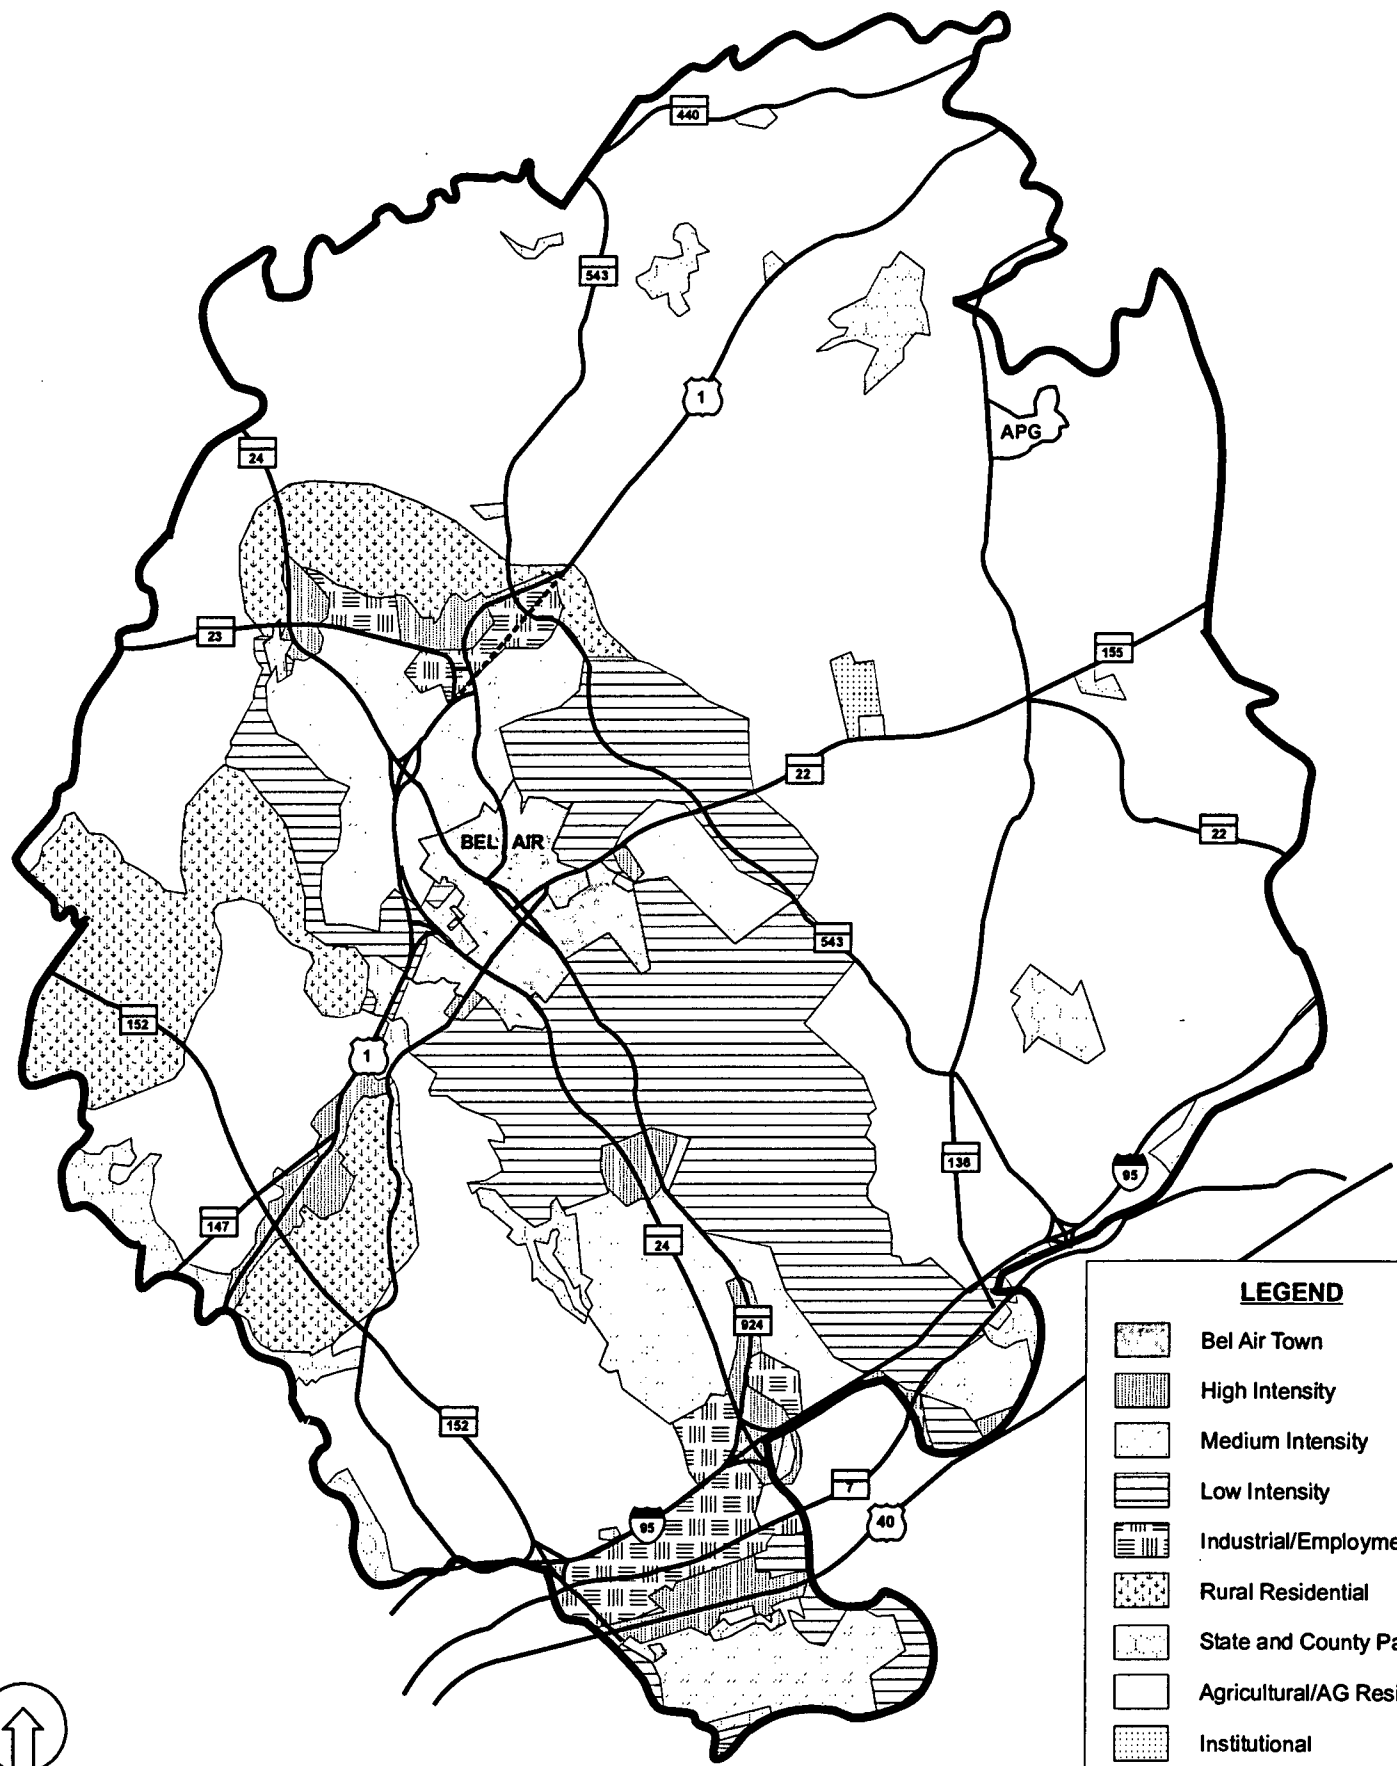 440
543
1
APG
24
23
155
22
22
BEL AIR
543
152
1
136
95
147
24
924
152
7
40
95
LEGEND
Bel Air Town
High Intensity
Medium Intensity
Low Intensity
Industrial/Employme
Rural Residential
State and County Pa
Agricultural/AG Resi
Institutional